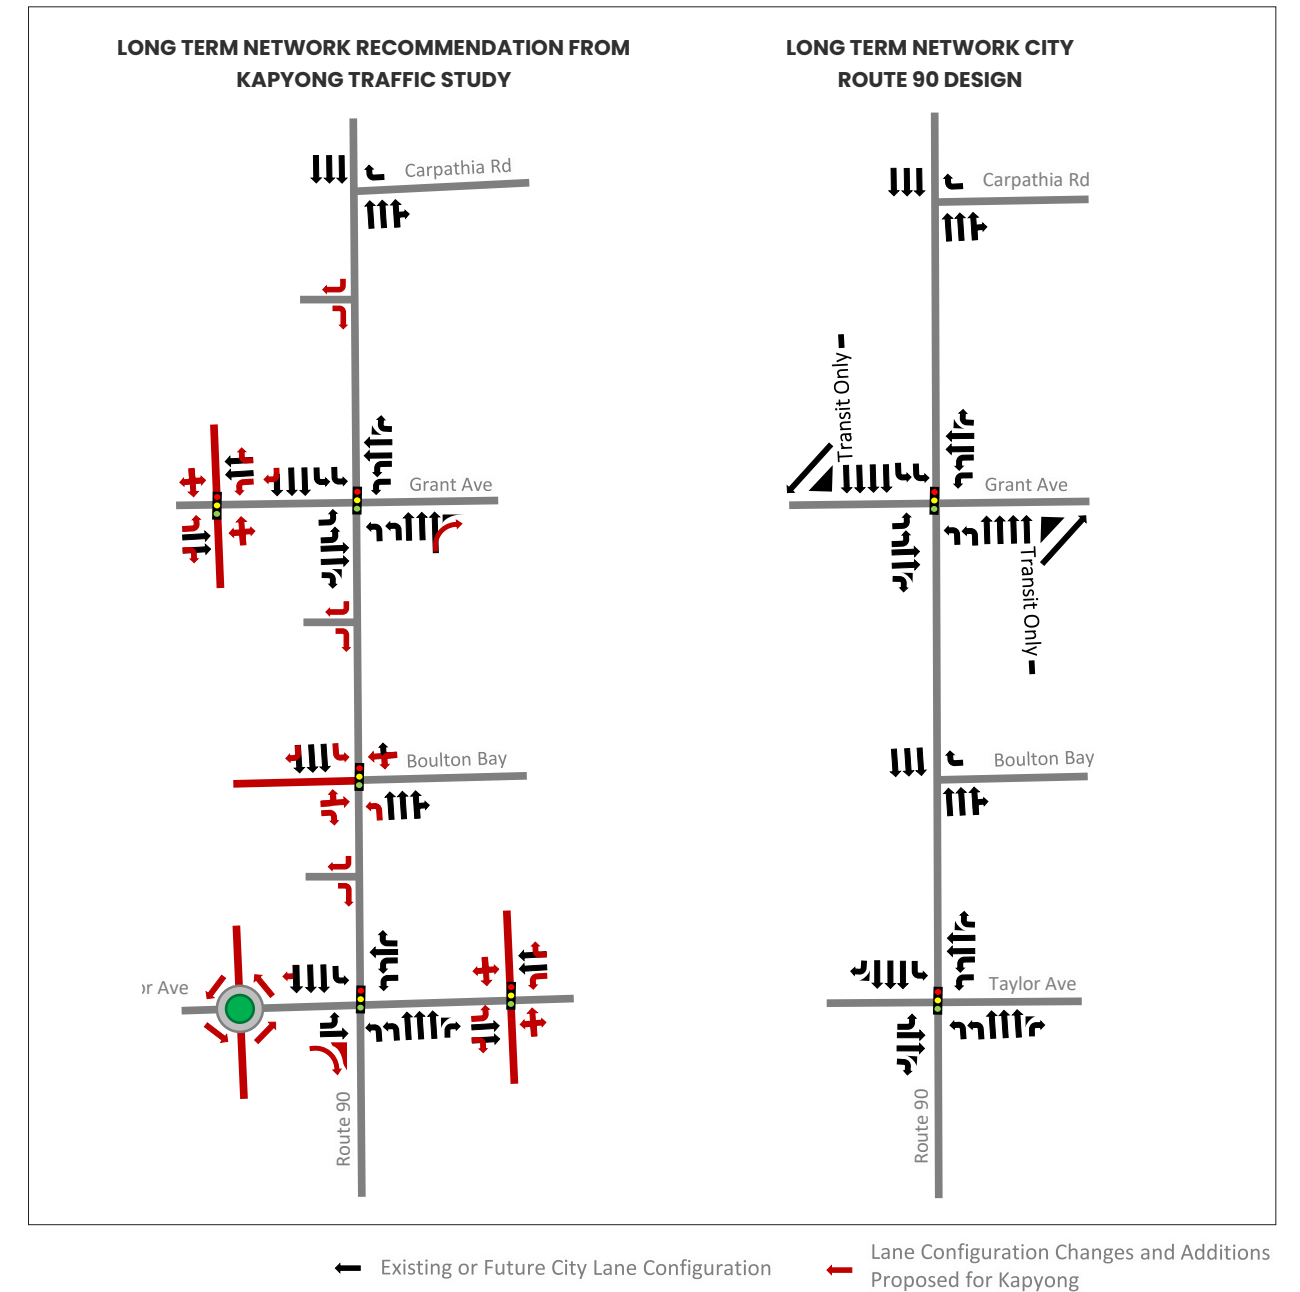 LONG TERM NETWORK RECOMMENDATION FROM
KAPYONG TRAFFIC STUDY
Carpathia Rd
Grant Ave
Boulton Bay
or Ave
Route 90
LONG TERM NETWORK CITY
ROUTE 90 DESIGN
Carpathia Rd
Transit Only
Grant Ave
Transit Only
Boulton Bay
Taylor Ave
Route 90
Existing or Future City Lane Configuration
Lane Configuration Changes and Additions
Proposed for Kapyong